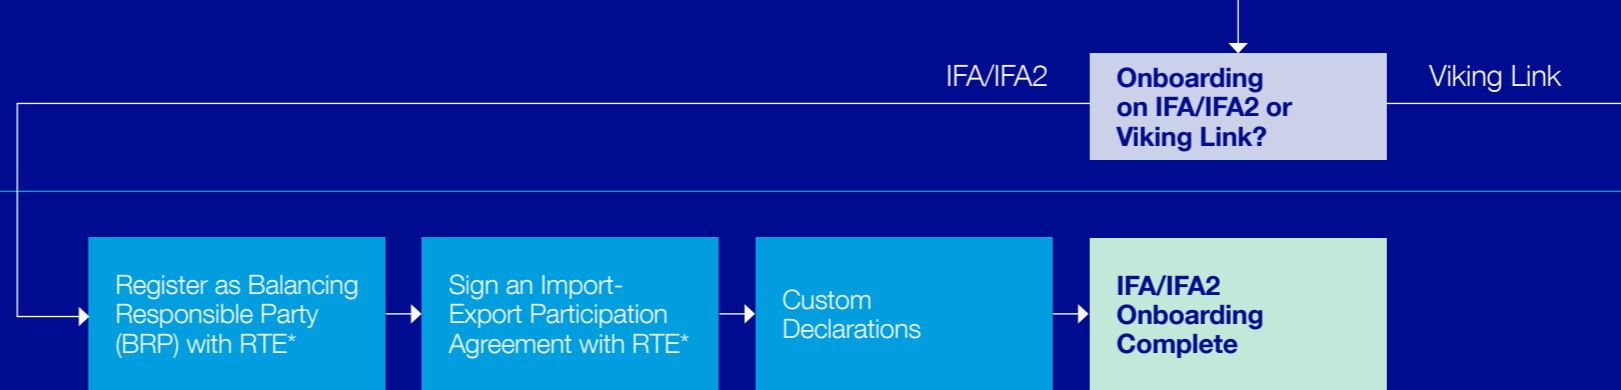 IFA/IFA2
Onboarding
on IFA/IFA2 or
Viking Link?
Viking Link
Register as Balancing
Responsible Party
(BRP) with RTE*
Sign an Import-
Export Participation
Agreement with RTE*
Custom
Declarations
IFA/IFA2
Onboarding
Complete